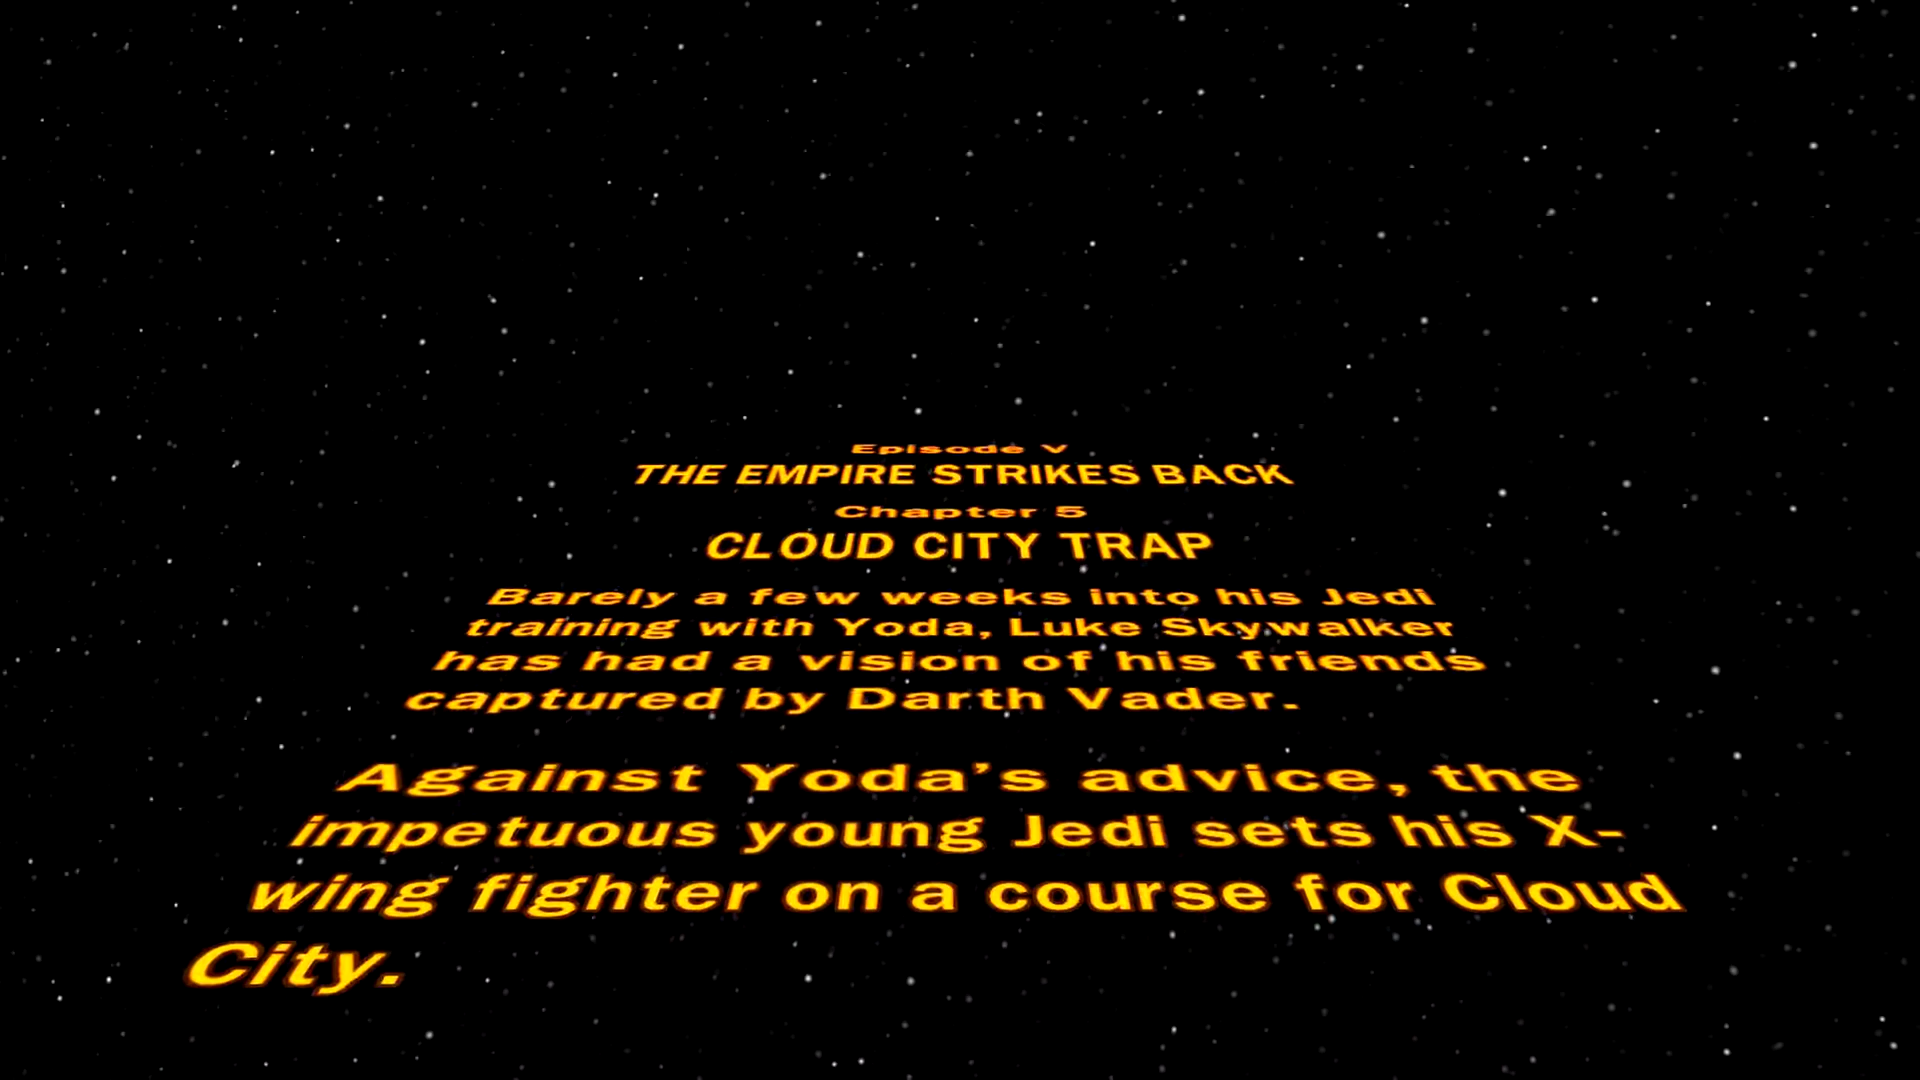 Episode V
THE EMPIRE STRIKES BACK
Chapter 5
CLOUD CITY TRAP
Barely a few weeks into his Jedi
training with Yoda, Luke Skywalker
has had a vision of his friends
captured by Darth Vader.
Against Yoda’s advice, the
impetuous young Jedi sets his X-
wing fighter on a course for Cloud
City.